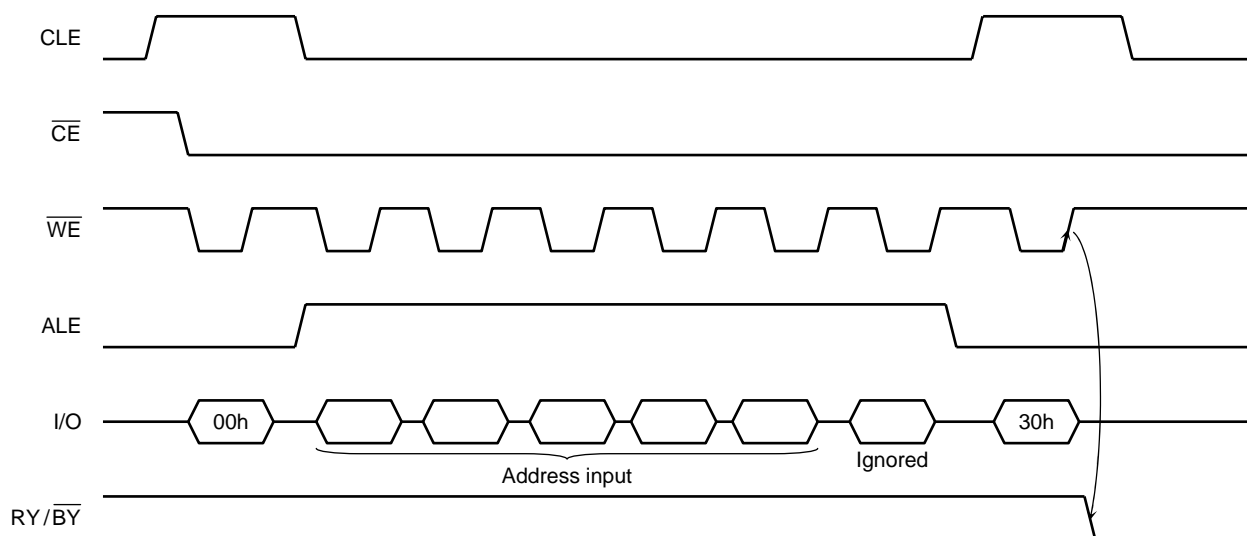 CLE
CE
WE
ALE
I/O
00h
30h
Address input
Ignored
RY/BY